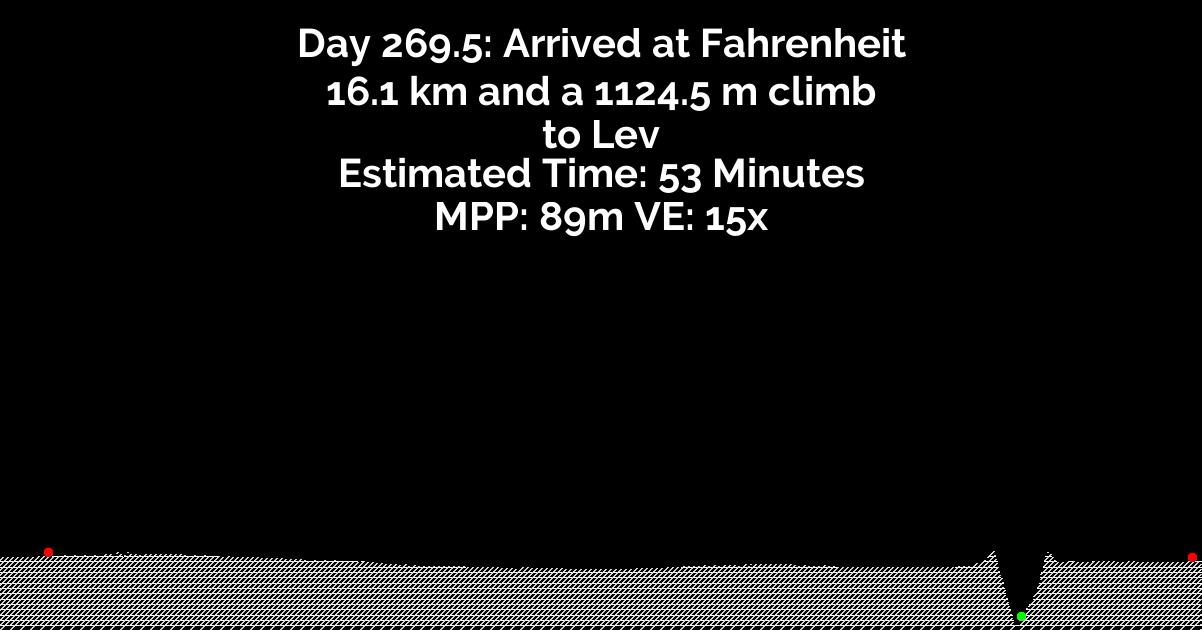 Day 269.5: Arrived at Fahrenheit
16.1 km and a 1124.5 m climb
to Lev
Estimated Time: 53 Minutes
MPP: 89m VE: 15x